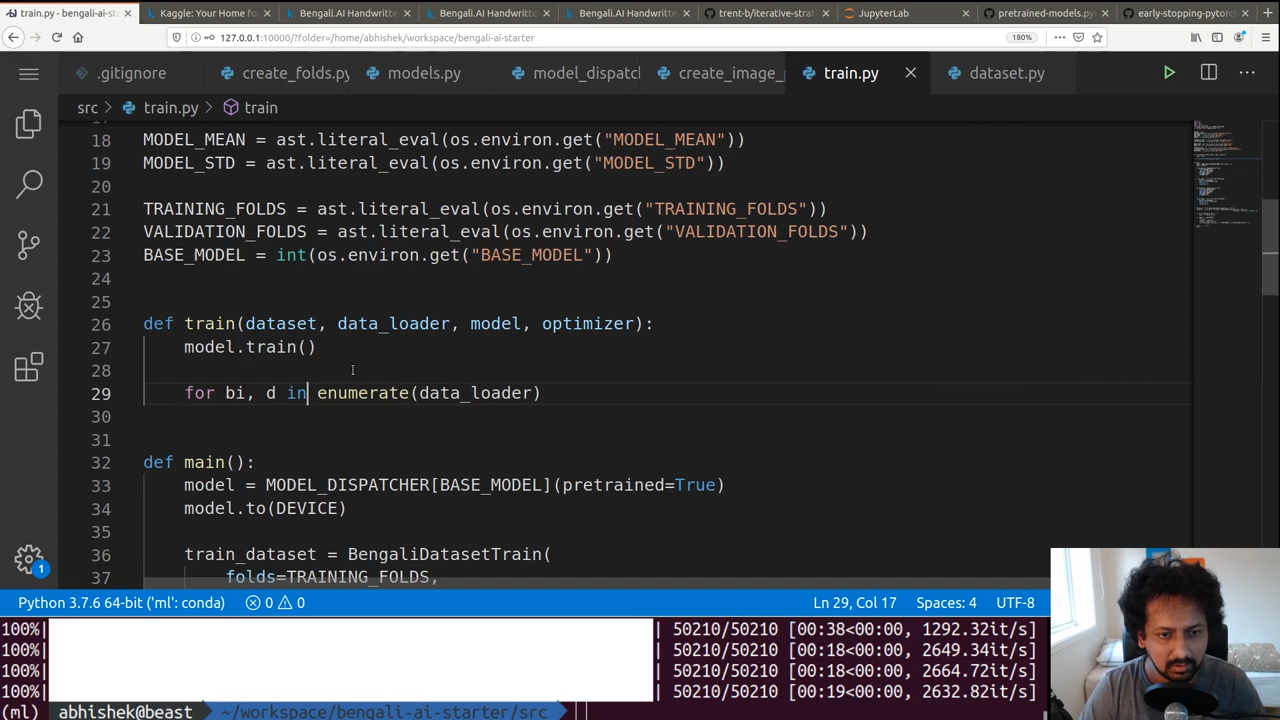 train.py - bengali-ai-sta
Kaggle: Your Home fo
Bengali.AI Handwritte
Bengali.AI Handwritte
Bengali.AI Handwritte
trent-b/iterative-strati
JupyterLab
pretrained-models.py
early-stopping-pytorc
127.0.0.1:10000/?folder=/home/abhishek/workspace/bengali-ai-starter
180%
.gitignore
create_folds.py
models.py
model_dispatc
create_image_
train.py
dataset.py
src > train.py > train
18 MODEL_MEAN = ast.literal_eval(os.environ.get("MODEL_MEAN"))
19 MODEL_STD = ast.literal_eval(os.environ.get("MODEL_STD"))
20
21 TRAINING_FOLDS = ast.literal_eval(os.environ.get("TRAINING_FOLDS"))
22 VALIDATION_FOLDS = ast.literal_eval(os.environ.get("VALIDATION_FOLDS"))
23 BASE_MODEL = int(os.environ.get("BASE_MODEL"))
24
25
26 def train(dataset, data_loader, model, optimizer):
27 model.train()
28
29 for bi, d in enumerate(data_loader)
30
31
32 def main():
33 model = MODEL_DISPATCHER[BASE_MODEL](pretrained=True)
34 model.to(DEVICE)
35
36 train_dataset = BengaliDatasetTrain(
37 folds=TRAINING_FOLDS,
1
Python 3.7.6 64-bit ('ml': conda)
0 0
Ln 29, Col 17
Spaces: 4
UTF-8
100%| | 50210/50210 [00:38<00:00, 1292.32it/s]
100%| | 50210/50210 [00:18<00:00, 2649.34it/s]
100%| | 50210/50210 [00:18<00:00, 2664.72it/s]
100%| | 50210/50210 [00:19<00:00, 2632.82it/s]
(ml) abhishek@beast ~/workspace/bengali-ai-starter/src